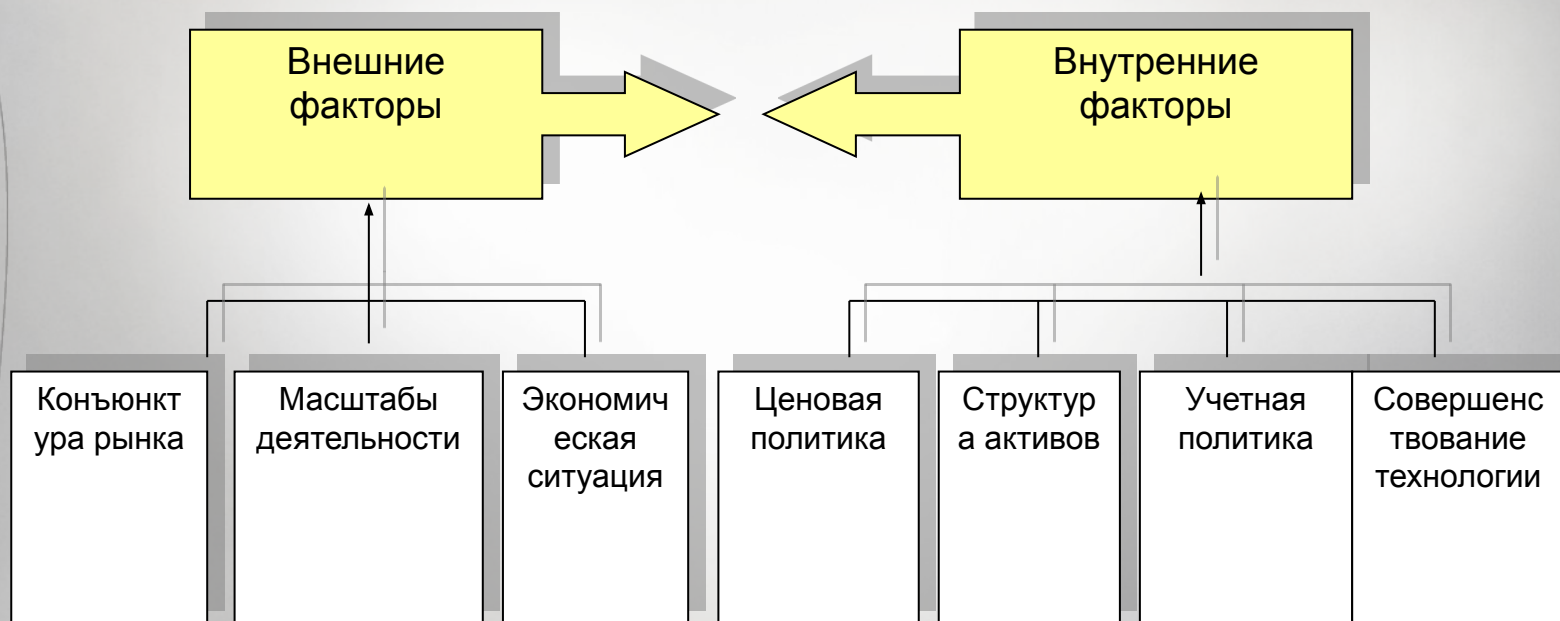 Внешние
факторы
Внутренние
факторы
Конъюнкт
ура рынка
Масштабы
деятельности
Экономич
еская
ситуация
Ценовая
политика
Структур
а активов
Учетная
политика
Совершенс
твование
технологии